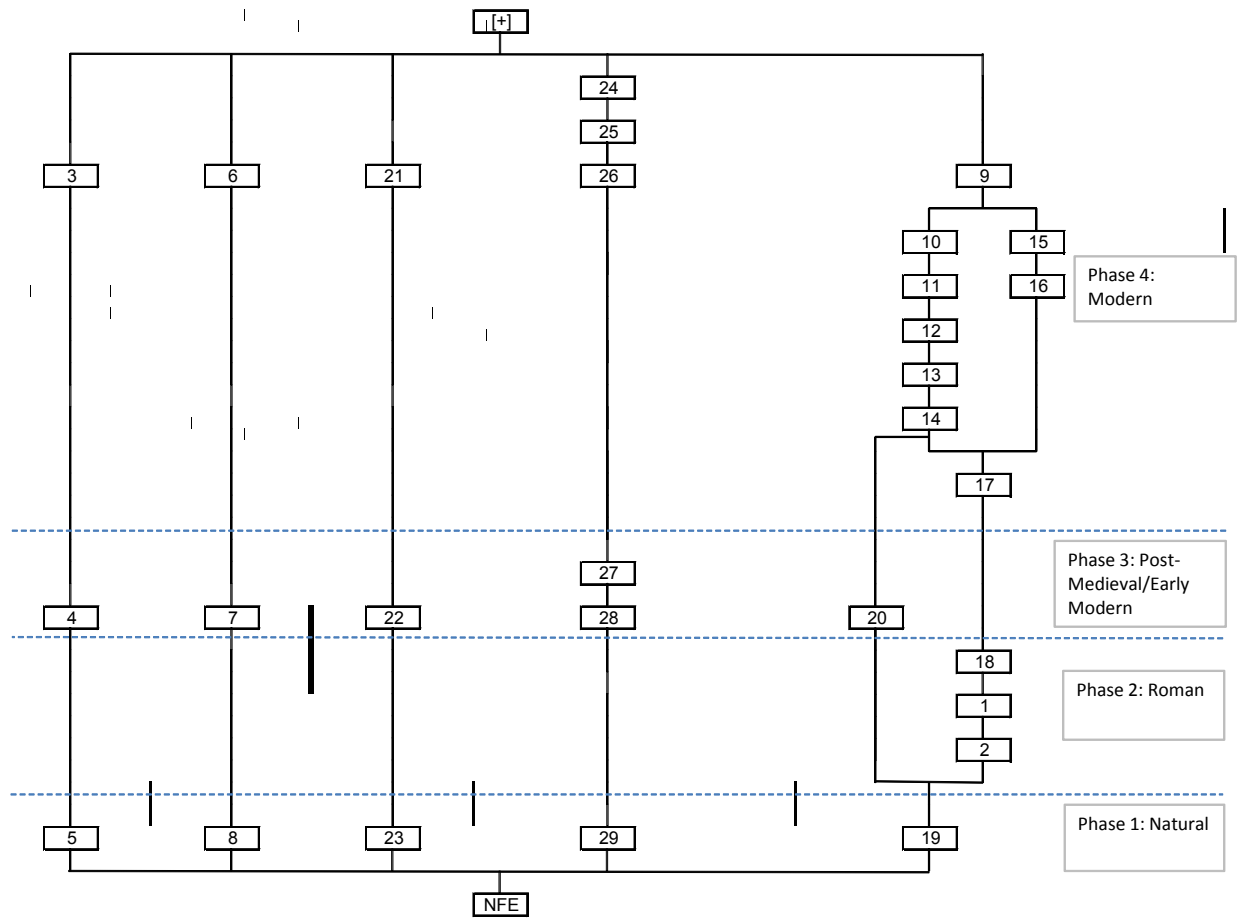 [+]
24
25
3 6 21 26 9
10 15
11 16
Phase 4:
Modern
12
13
14
17
27
Phase 3: Post-
Medieval/Early
Modern
4 7 22 28 20
18
1
Phase 2: Roman
2
5 8 23 29 19
Phase 1: Natural
NFE